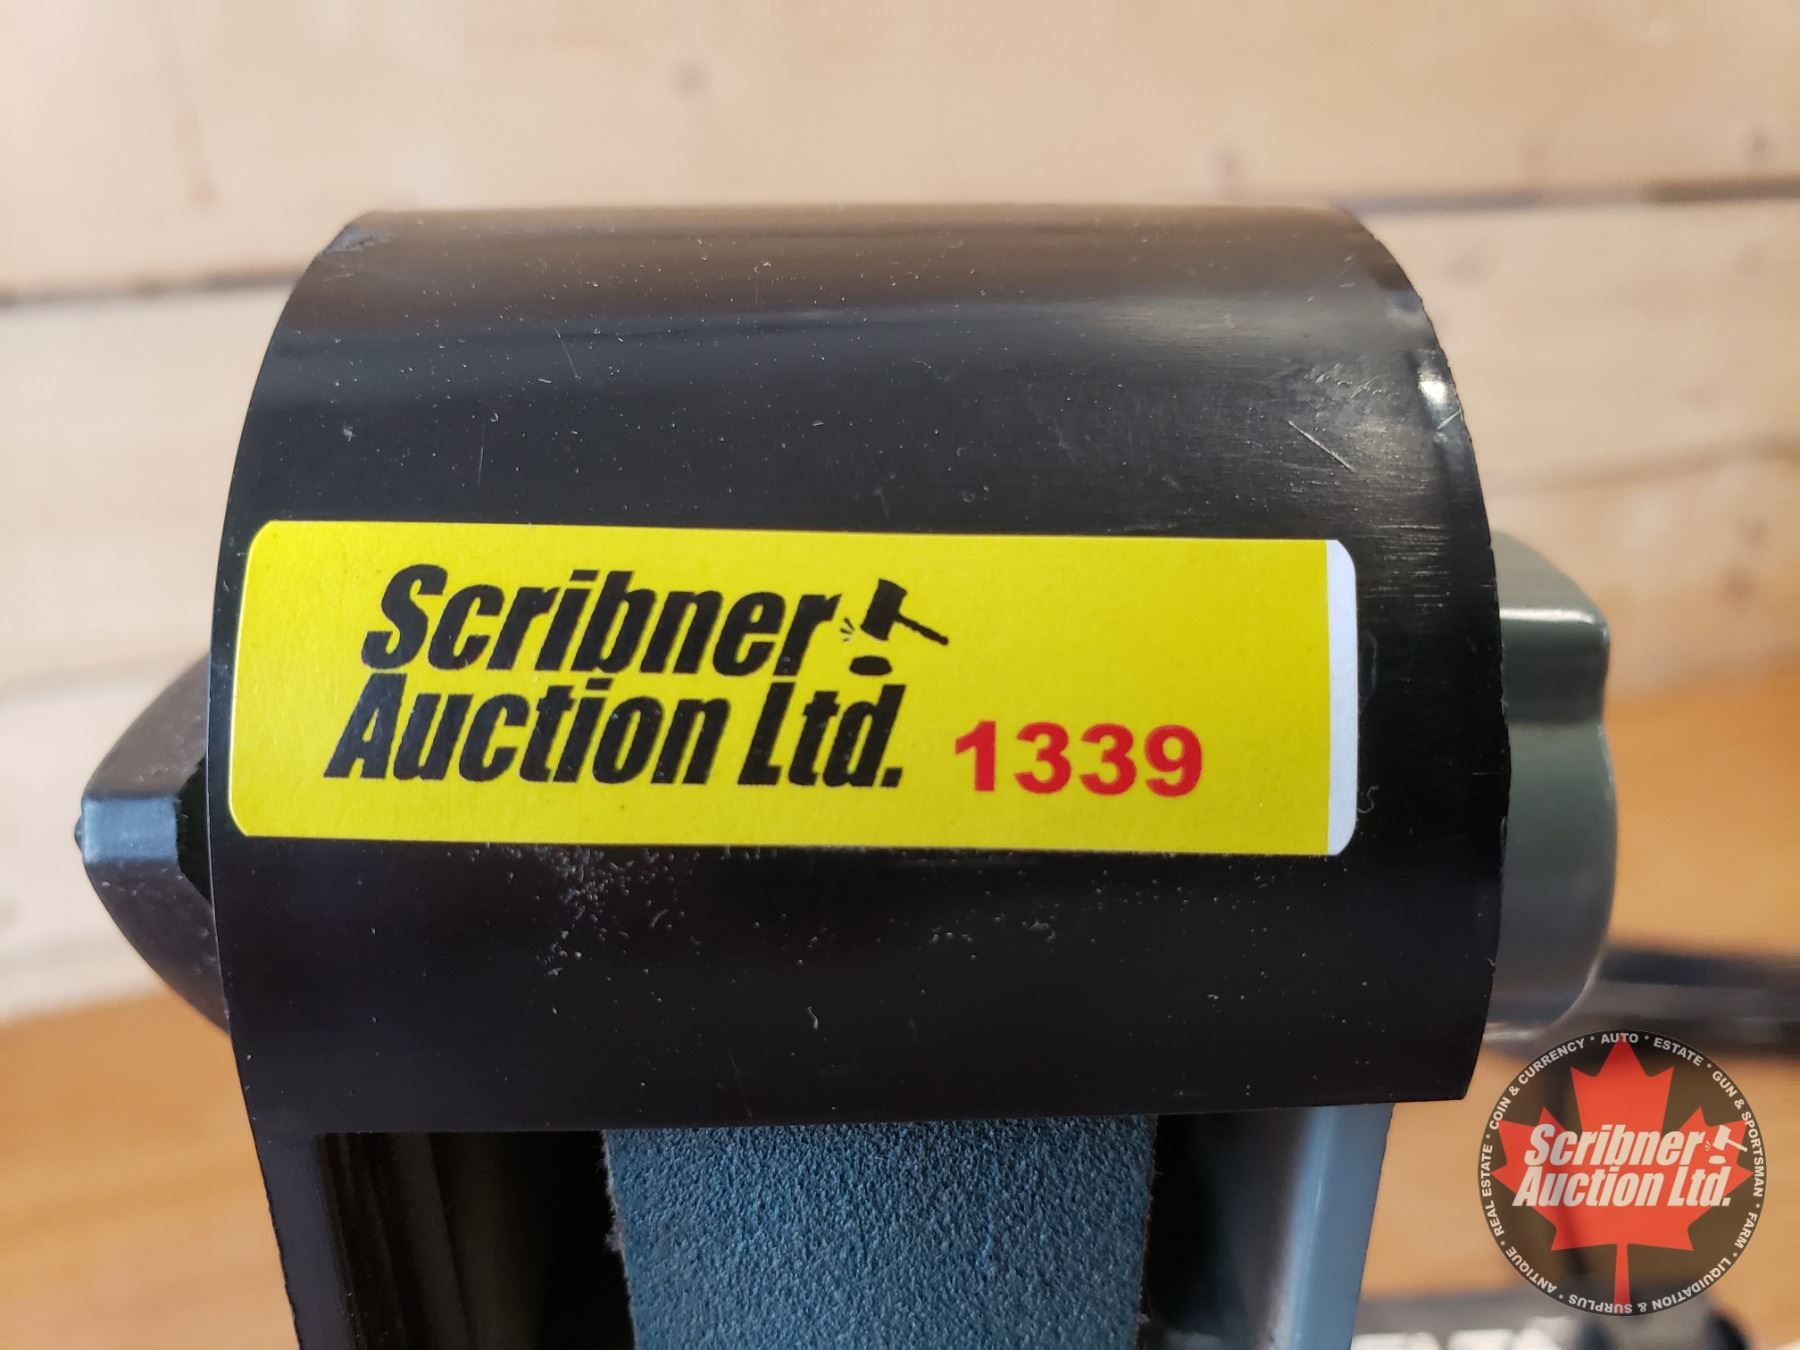 Scribner
Auction Ltd. 1339
COIN & CURRENCY * AUTO * ESTATE * GUN & SPORTSMAN * FARM * LIQUIDATION & SURPLUS * ANTIQUE * REAL ESTATE *
Scribner
Auction Ltd.